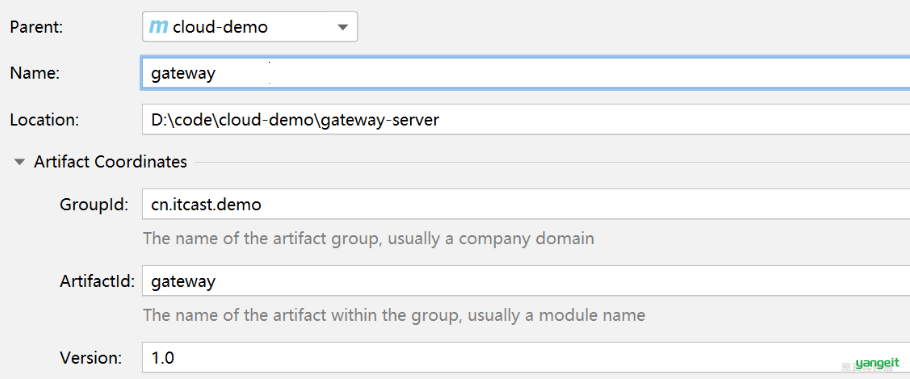 Parent: m cloud-demo
Name: gateway
Location: D:\code\cloud-demo\gateway-server
Artifact Coordinates
GroupId: cn.itcast.demo
The name of the artifact group, usually a company domain
ArtifactId: gateway
The name of the artifact within the group, usually a module name
Version: 1.0
yangeit